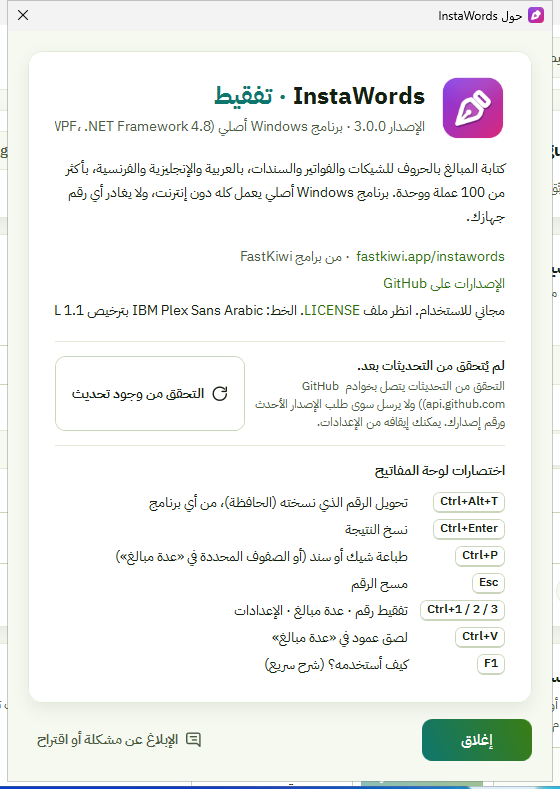 حول InstaWords
InstaWords · تفقيط
الإصدار 3.0.0 · برنامج Windows أصلي (WPF، .NET Framework 4.8)
كتابة المبالغ بالحروف للشيكات والفواتير والسندات، بالعربية والإنجليزية والفرنسية، بأكثر
من 100 عملة ووحدة. برنامج Windows أصلي يعمل كله دون إنترنت، ولا يغادر أي رقم
جهازك.
fastkiwi.app/instawords · من برامج FastKiwi
الإصدارات على GitHub
مجاني للاستخدام. انظر ملف LICENSE. الخط: IBM Plex Sans Arabic بترخيص L 1.1
لم يُتحقق من التحديثات بعد.
التحقق من التحديثات يتصل بخوادم GitHub
(api.github.com) ولا يرسل سوى طلب الإصدار الأحدث
ورقم إصدارك. يمكنك إيقافه من الإعدادات.
التحقق من وجود تحديث
اختصارات لوحة المفاتيح
Ctrl+Alt+T تحويل الرقم الذي نسخته (الحافظة)، من أي برنامج
Ctrl+Enter نسخ النتيجة
Ctrl+P طباعة شيك أو سند (أو الصفوف المحددة في «عدة مبالغ»)
Esc مسح الرقم
Ctrl+1 / 2 / 3 تفقيط رقم · عدة مبالغ · الإعدادات
Ctrl+V لصق عمود في «عدة مبالغ»
F1 كيف أستخدمه؟ (شرح سريع)
إغلاق
الإبلاغ عن مشكلة أو اقتراح